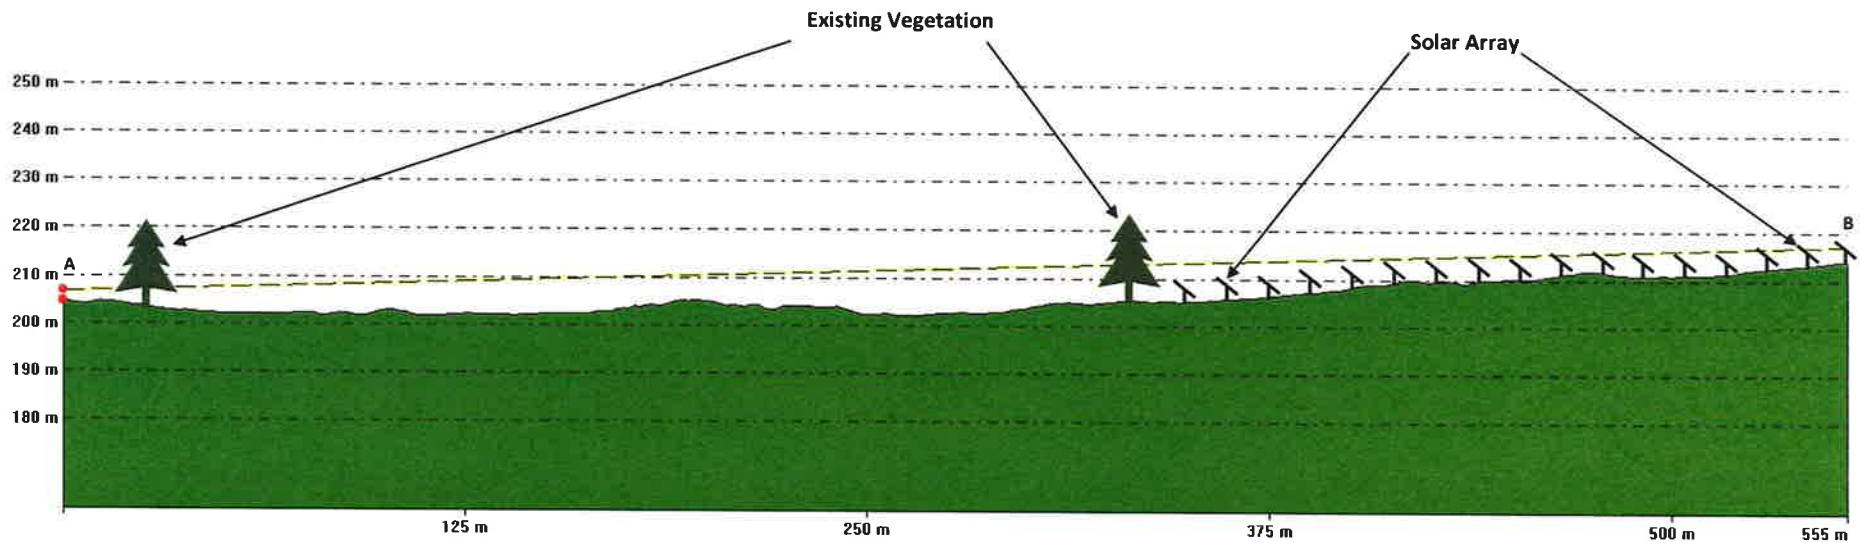 Existing Vegetation
Solar Array
250 m
240 m
230 m
220 m
B
210 m
A
200 m
190 m
180 m
125 m
250 m
375 m
500 m
555 m